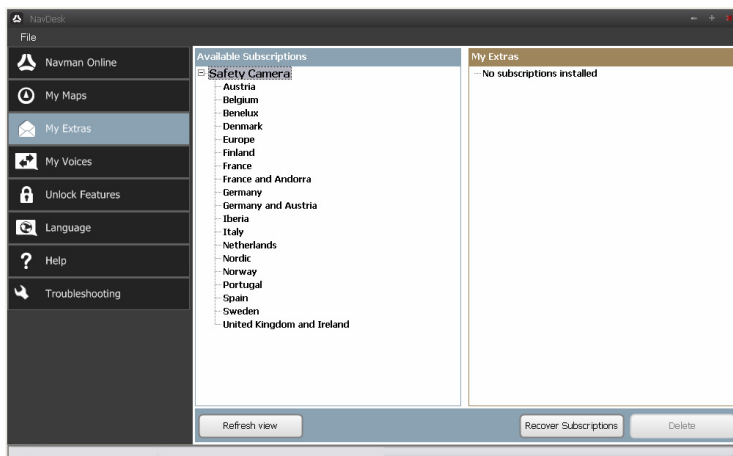 NavDesk
File
Navman Online
My Maps
My Extras
My Voices
Unlock Features
Language
Help
Troubleshooting
Available Subscriptions
Safety Camera
Austria
Belgium
Benelux
Denmark
Europe
Finland
France
France and Andorra
Germany
Germany and Austria
Iberia
Italy
Netherlands
Nordic
Norway
Portugal
Spain
Sweden
United Kingdom and Ireland
My Extras
No subscriptions installed
Refresh view
Recover Subscriptions
Delete